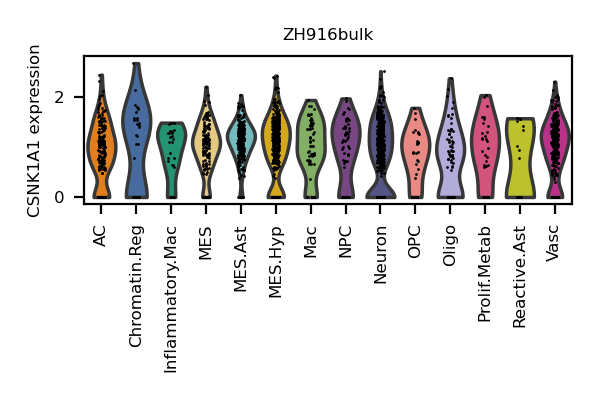 ZH916bulk
CSNK1A1 expression
2
0
AC
Chromatin.Reg
Inflammatory.Mac
MES
MES.Ast
MES.Hyp
Mac
NPC
Neuron
OPC
Oligo
Prolif.Metab
Reactive.Ast
Vasc